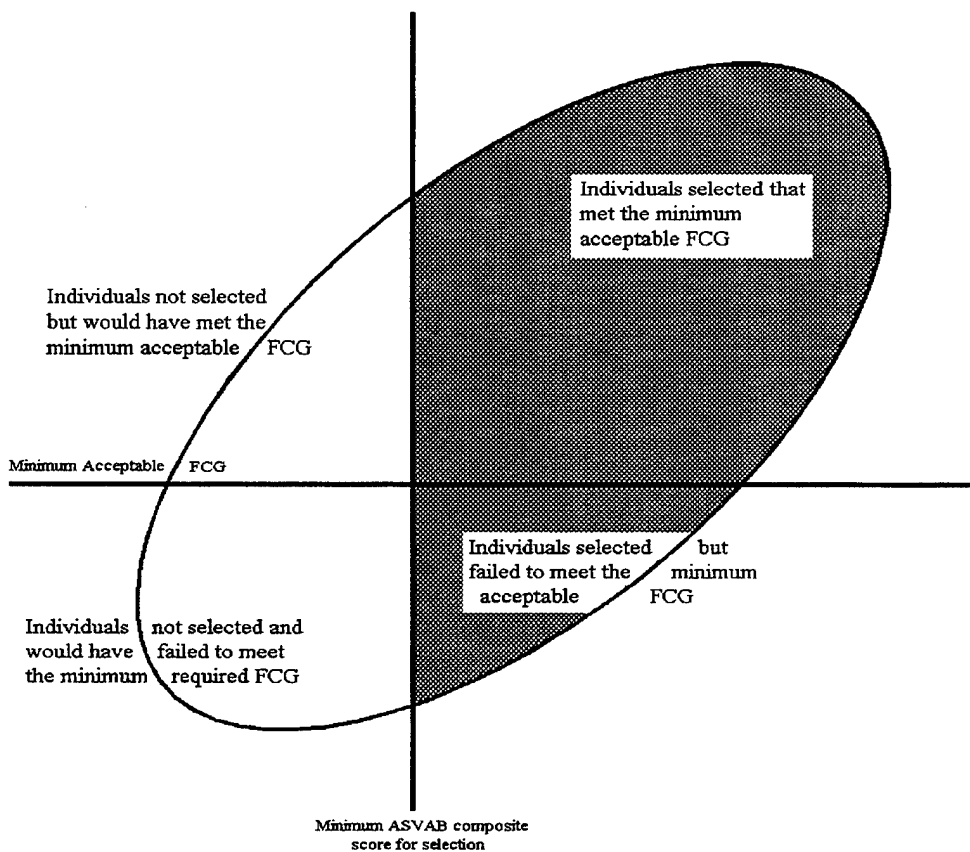 Individuals selected that
met the minimum
acceptable FCG
Individuals not selected
but would have met the
minimum acceptable FCG
Minimum Acceptable FCG
Individuals selected but
failed to meet the minimum
acceptable FCG
Individuals not selected and
would have failed to meet
the minimum required FCG
Minimum ASVAB composite
score for selection